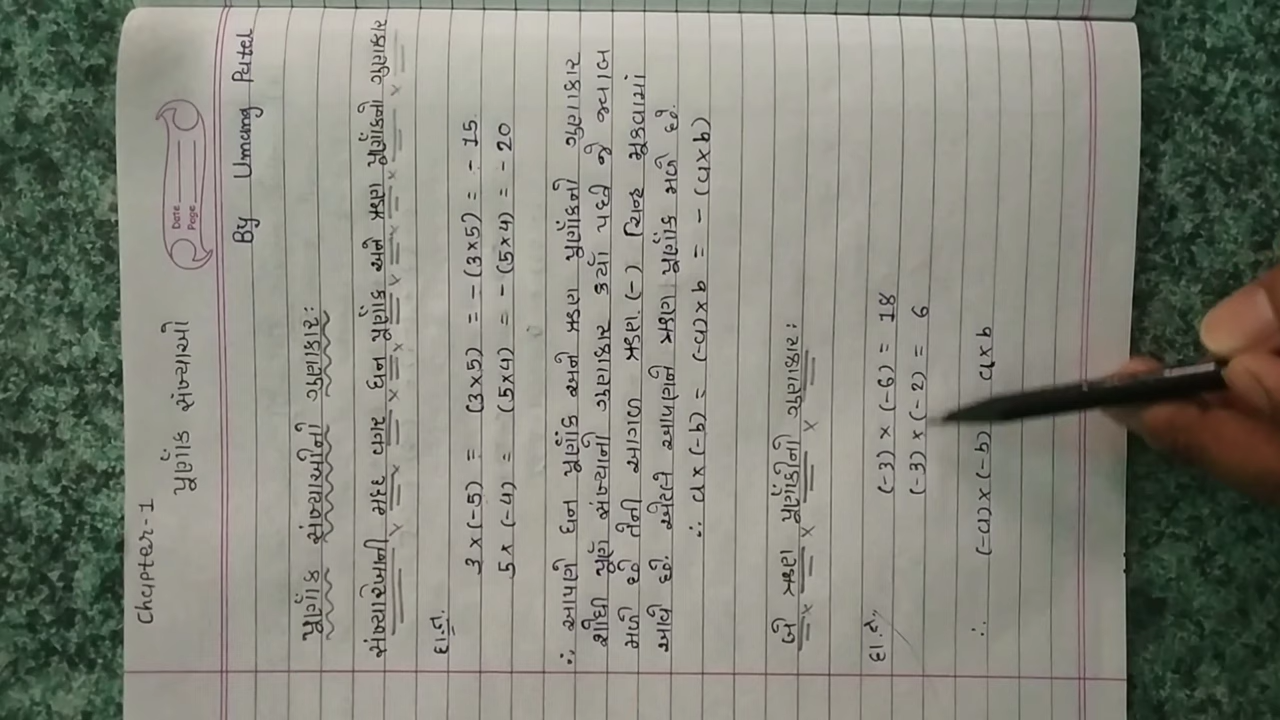 Chapter-1
Date
Page
પૂર્ણાંક સંખ્યાઓ
By Umang Patel
પૂર્ણાંક સંખ્યાઓનો ગુણાકાર:
સંખ્યારેખાની મદદ વડે ધન પૂર્ણાંકો અને ઋણ પૂર્ણાંકનો ગુણાકાર
દા.ત.
3 × (-5) = (3×5) = - (3×5) = - 15
5 × (-4) = (5×4) = - (5×4) = - 20
∴ આપણે ધન પૂર્ણાંક અને ઋણ પૂર્ણાંકનો ગુણાકાર
શોધી પૂર્ણ સંખ્યાનો ગુણાકાર કર્યા પછી જે જવાબ
મળે છે તેની આગળ ઋણ (-) ચિન્હ મૂકવામાં
આવે છે. એટલે આપણને ઋણ પૂર્ણાંક મળે છે.
∴ a × (-b) = (-a) × b = - (a×b)
બે ઋણ પૂર્ણાંકોનો ગુણાકાર:
દા.ત.,
(-3) × (-6) = 18
(-3) × (-2) = 6
∴ (-a) × (-b) a × b